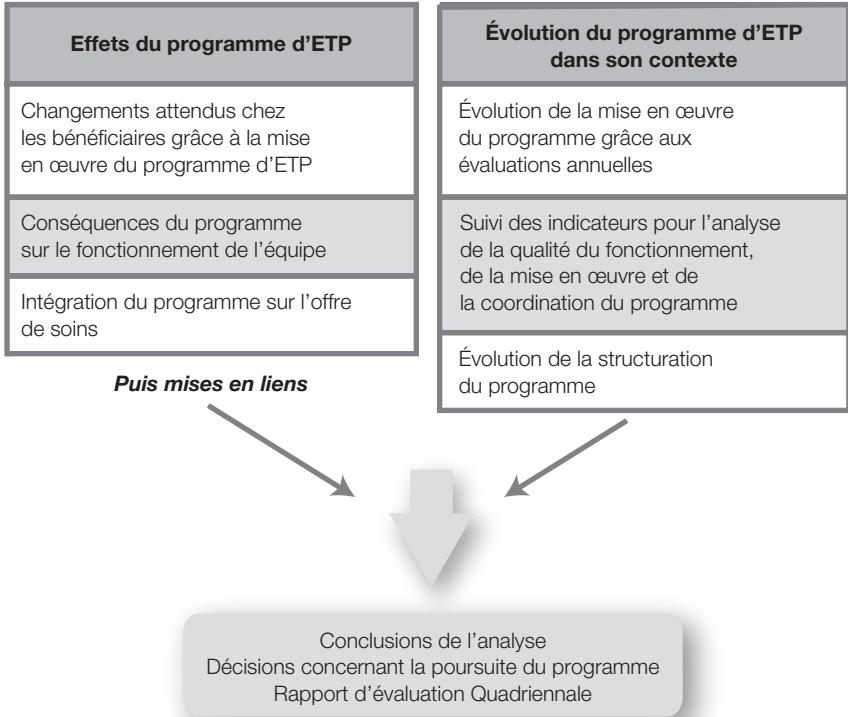 Effets du programme d’ETP
Changements attendus chez
les bénéficiaires grâce à la mise
en œuvre du programme d’ETP
Conséquences du programme
sur le fonctionnement de l’équipe
Intégration du programme sur l’offre
de soins
Puis mises en liens
Évolution du programme d’ETP
dans son contexte
Évolution de la mise en œuvre
du programme grâce aux
évaluations annuelles
Suivi des indicateurs pour l’analyse
de la qualité du fonctionnement,
de la mise en œuvre et de
la coordination du programme
Évolution de la structuration
du programme
Conclusions de l’analyse
Décisions concernant la poursuite du programme
Rapport d’évaluation Quadriennale